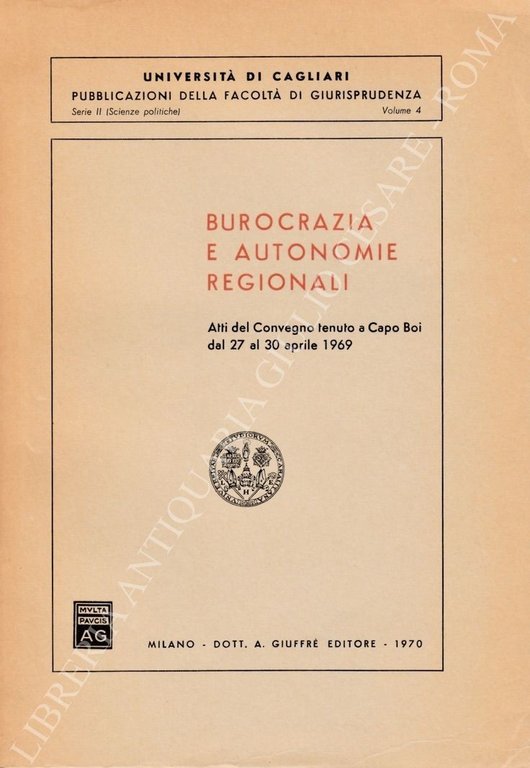 UNIVERSITÀ DI CAGLIARI
PUBBLICAZIONI DELLA FACOLTÀ DI GIURISPRUDENZA
Serie II (Scienze politiche) Volume 4
BUROCRAZIA
E AUTONOMIE
REGIONALI
Atti del Convegno tenuto a Capo Boi
dal 27 al 30 aprile 1969
MVLTA
PAVCIS
AG
MILANO - DOTT. A. GIUFFRÈ EDITORE - 1970
LIBRERIA ANTIQUARIA GIULIO CESARE - ROMA